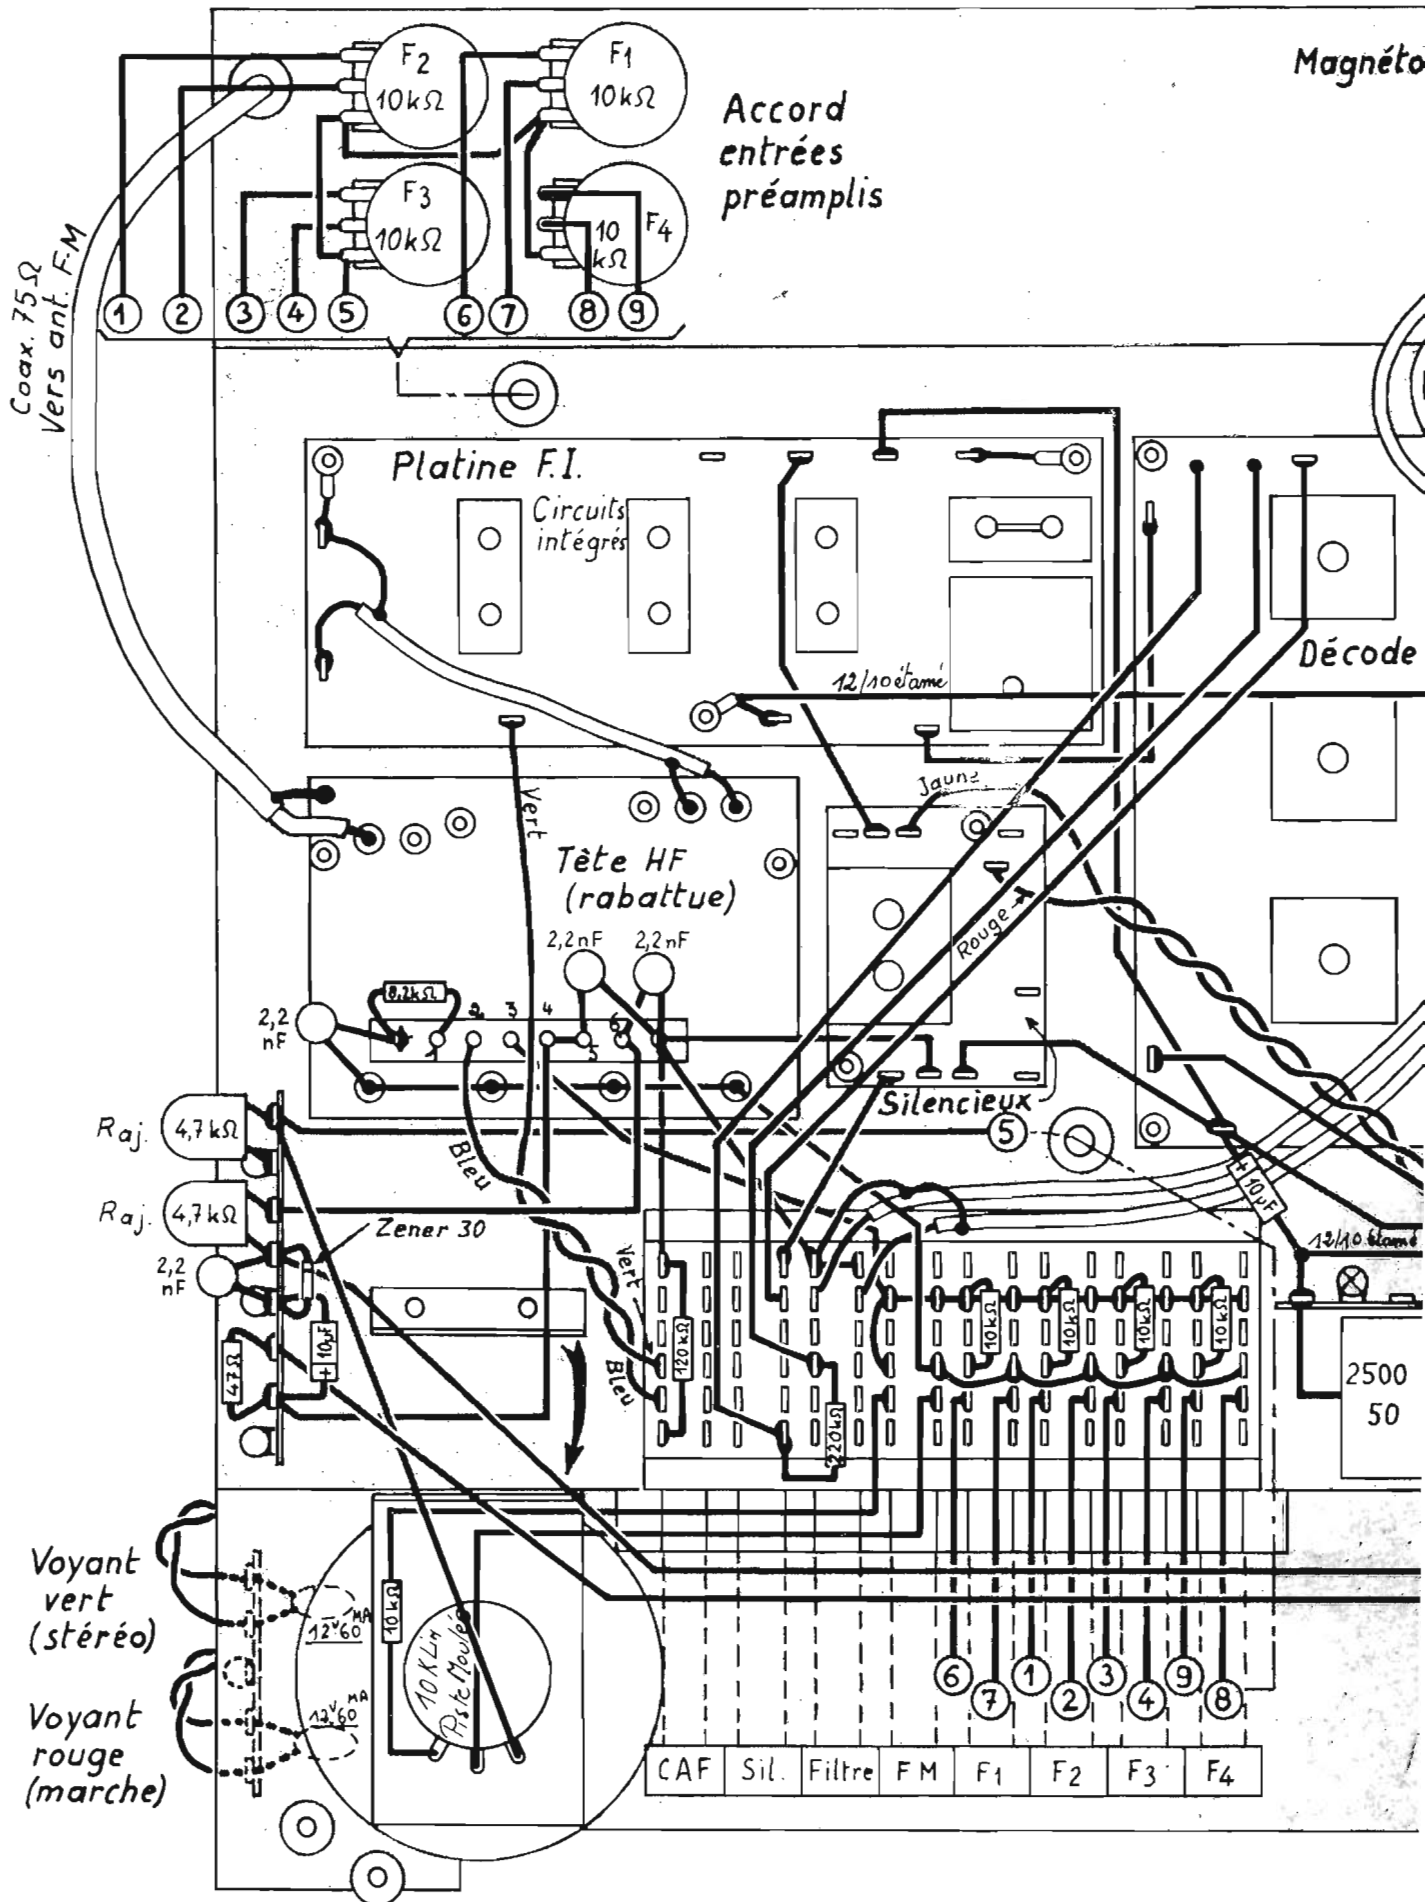 F2
10kΩ
F1
10kΩ
Accord
entrées
préamplis
Magnéto
F3
10kΩ
F4
10
kΩ
Coax. 75Ω
Vers ant. F-M
1
2
3
4
5
6
7
8
9
Platine F.I.
Circuits
intégrés
Décode
12/10 étamé
Jaune
Vert
Tête HF
(rabattue)
2,2nF
2,2nF
Rouge
8,2kΩ
2,2
nF
1
2
3
4
5
6
Silencieux
5
Raj.
4,7kΩ
Bleu
+ 10µF
Raj.
4,7kΩ
Zener 30
12/10 étamé
2,2
nF
Vert
10µF
+
47Ω
120kΩ
10kΩ
10kΩ
10kΩ
10kΩ
Bleu
2500
50
220kΩ
Voyant
vert
(stéréo)
12V 60 MA
10kΩ
10KLin
Piste Moulée
Voyant
rouge
(marche)
12V 60 MA
6
7
1
2
3
4
9
8
CAF
Sil.
Filtre
FM
F1
F2
F3
F4